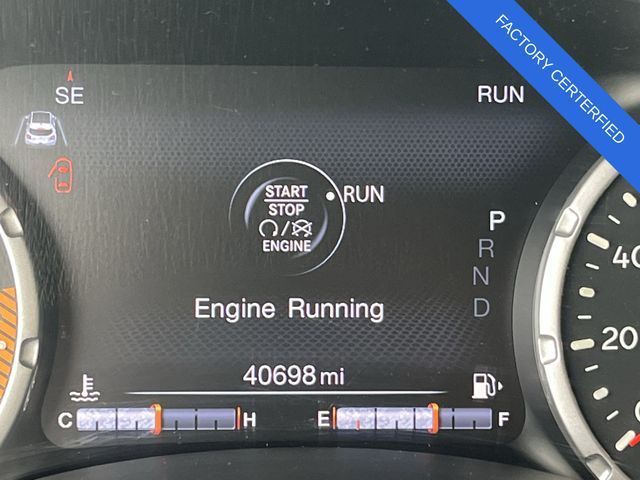 FACTORY CERTERFIED
SE
RUN
START
STOP
ENGINE
RUN
P
R
N
D
Engine Running
40698 mi
C H
E F
40
20